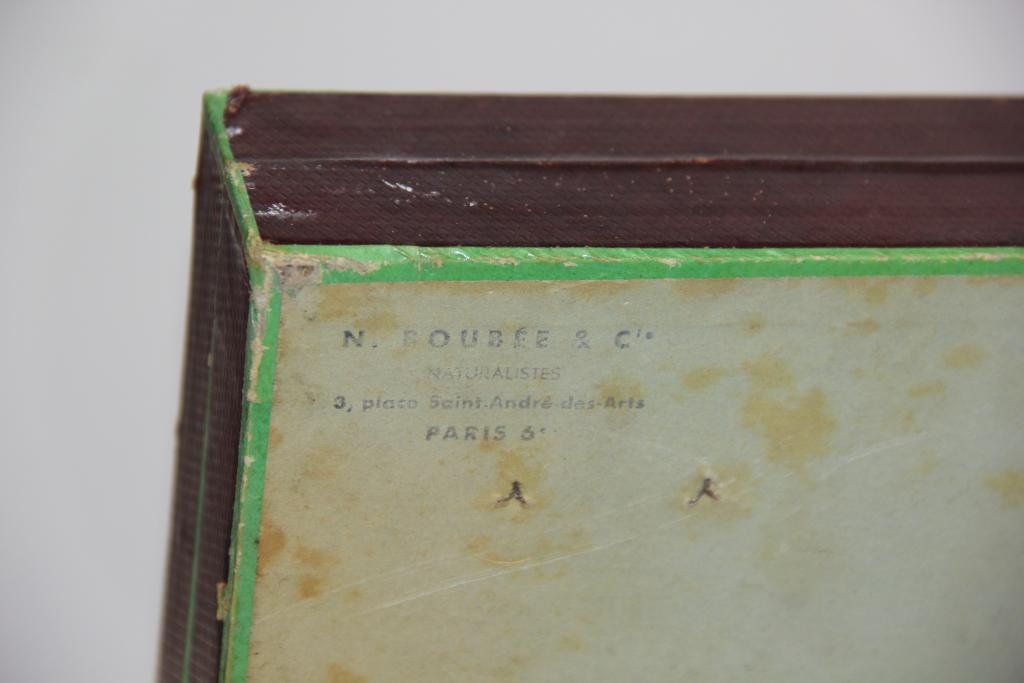 N. BOUBÉE & Cie
NATURALISTES
3, place Saint-André-des-Arts
PARIS 6e